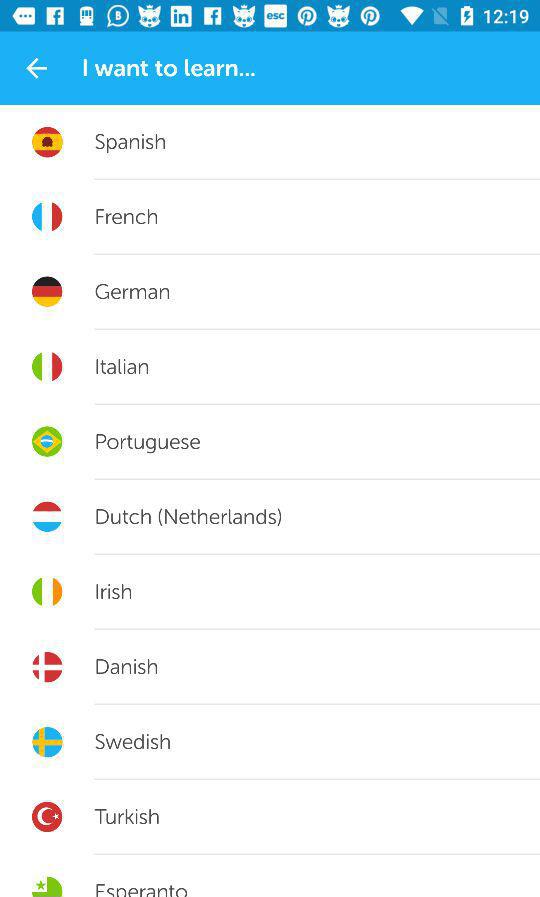 esc 12:19
I want to learn...
Spanish
French
German
Italian
Portuguese
Dutch (Netherlands)
Irish
Danish
Swedish
Turkish
Esperanto